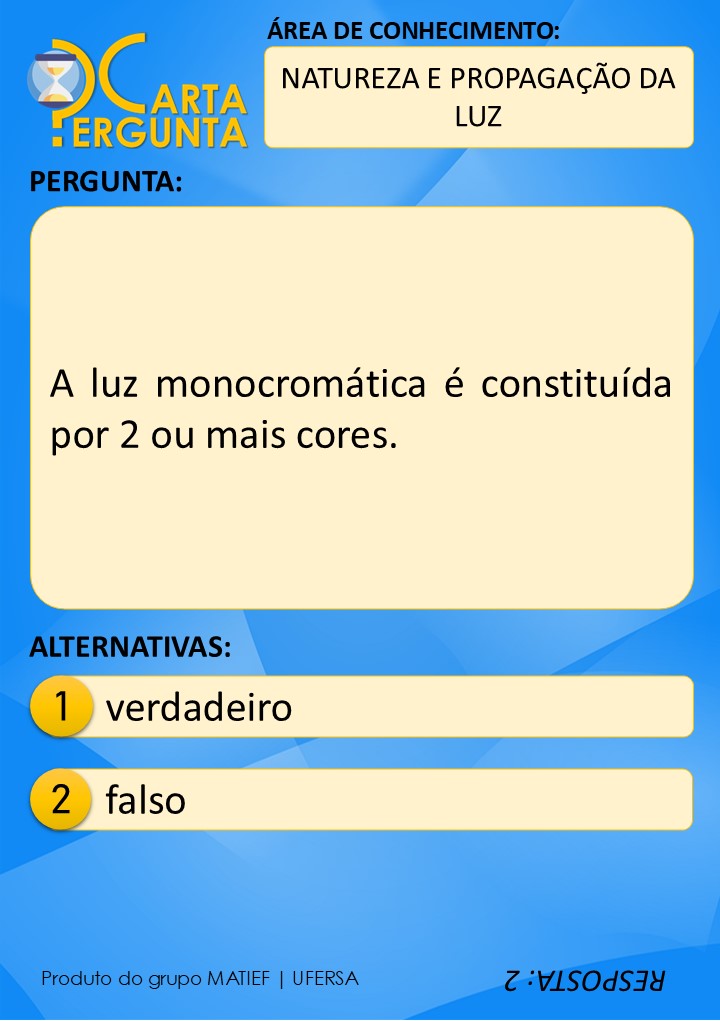 CARTA
PERGUNTA
ÁREA DE CONHECIMENTO:
NATUREZA E PROPAGAÇÃO DA
LUZ
PERGUNTA:
A luz monocromática é constituída
por 2 ou mais cores.
ALTERNATIVAS:
1 verdadeiro
2 falso
Produto do grupo MATIEF | UFERSA
RESPOSTA: 2